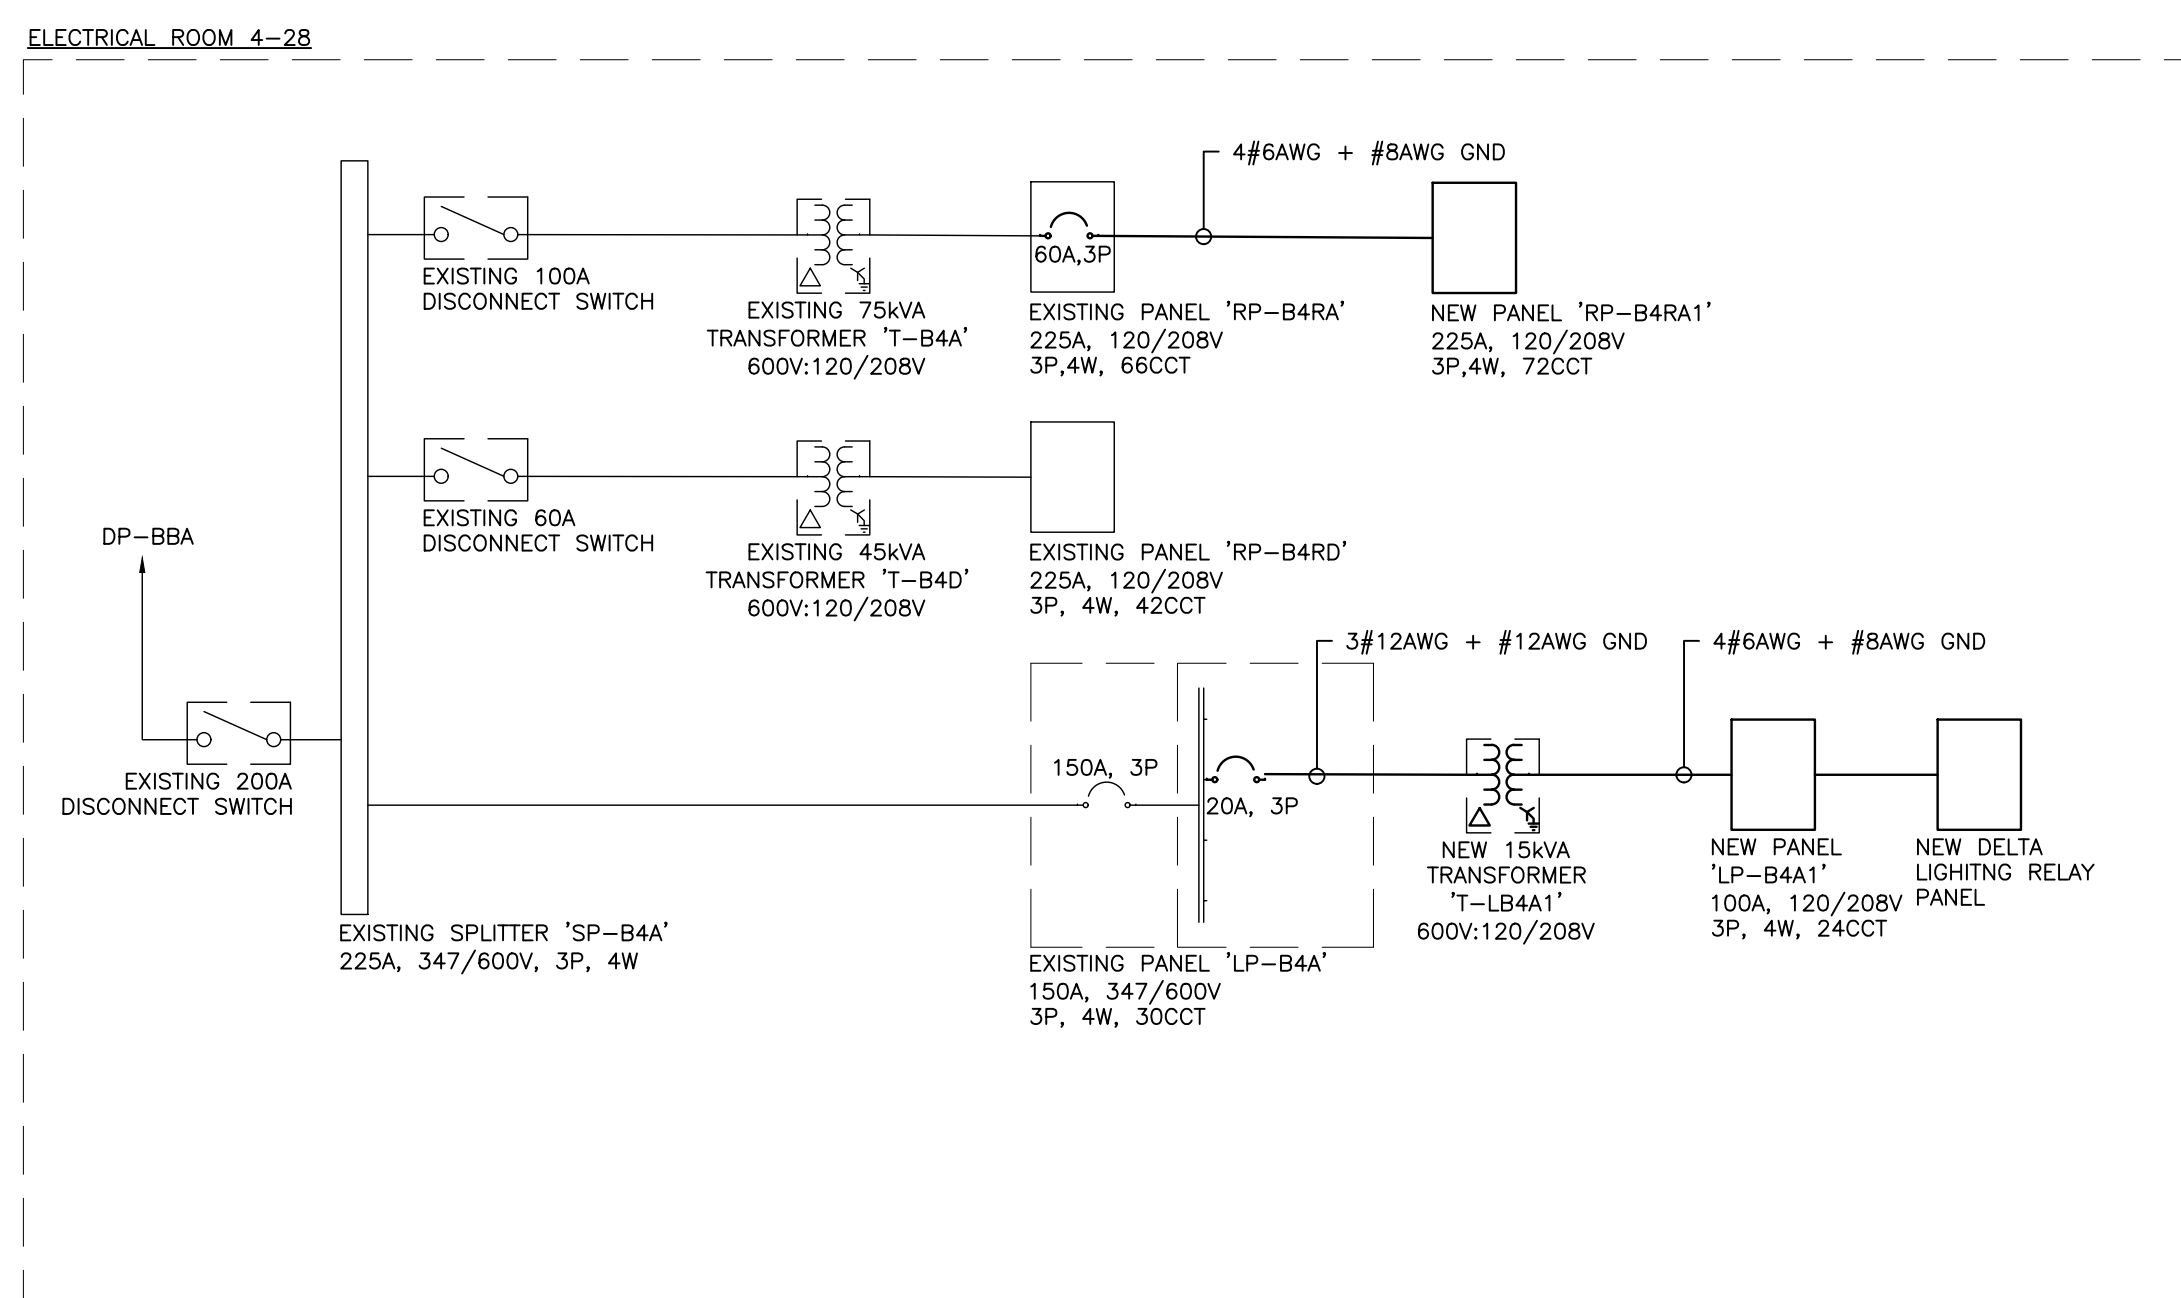 ELECTRICAL ROOM 4-28
4#6AWG + #8AWG GND
60A,3P
EXISTING 100A
DISCONNECT SWITCH
EXISTING 75kVA
TRANSFORMER 'T-B4A'
600V:120/208V
EXISTING PANEL 'RP-B4RA'
225A, 120/208V
3P,4W, 66CCT
NEW PANEL 'RP-B4RA1'
225A, 120/208V
3P,4W, 72CCT
EXISTING 60A
DISCONNECT SWITCH
EXISTING 45kVA
TRANSFORMER 'T-B4D'
600V:120/208V
EXISTING PANEL 'RP-B4RD'
225A, 120/208V
3P, 4W, 42CCT
DP-BBA
EXISTING 200A
DISCONNECT SWITCH
3#12AWG + #12AWG GND
4#6AWG + #8AWG GND
150A, 3P
20A, 3P
NEW 15kVA
TRANSFORMER
'T-LB4A1'
600V:120/208V
NEW PANEL
'LP-B4A1'
100A, 120/208V
3P, 4W, 24CCT
NEW DELTA
LIGHITNG RELAY
PANEL
EXISTING SPLITTER 'SP-B4A'
225A, 347/600V, 3P, 4W
EXISTING PANEL 'LP-B4A'
150A, 347/600V
3P, 4W, 30CCT